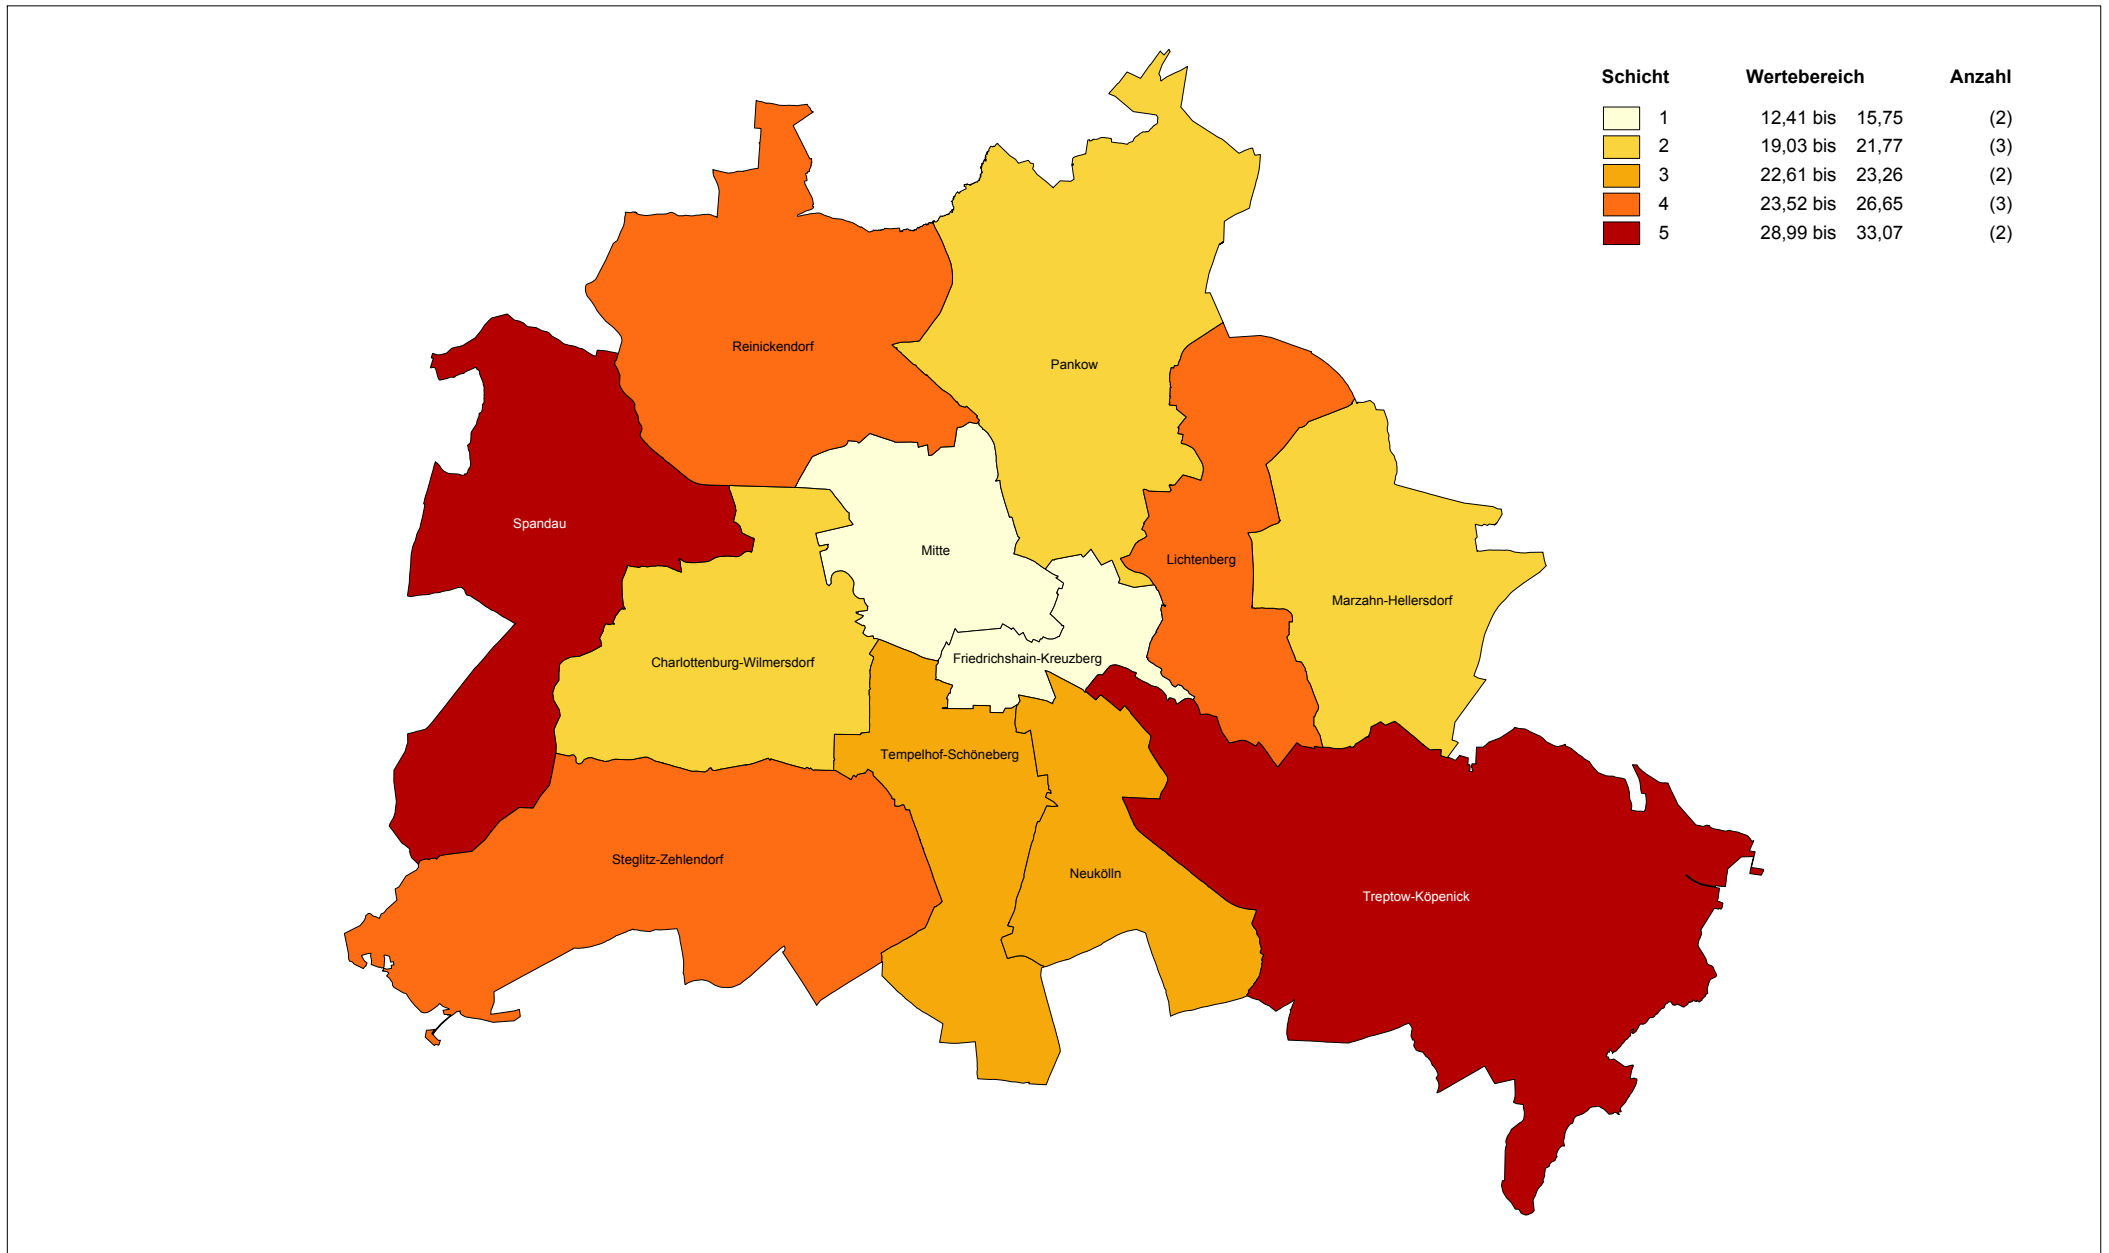 Schicht Wertebereich Anzahl
1 12,41 bis 15,75 (2)
2 19,03 bis 21,77 (3)
3 22,61 bis 23,26 (2)
4 23,52 bis 26,65 (3)
5 28,99 bis 33,07 (2)
Reinickendorf
Pankow
Spandau
Mitte
Lichtenberg
Marzahn-Hellersdorf
Charlottenburg-Wilmersdorf
Friedrichshain-Kreuzberg
Tempelhof-Schöneberg
Steglitz-Zehlendorf
Neukölln
Treptow-Köpenick